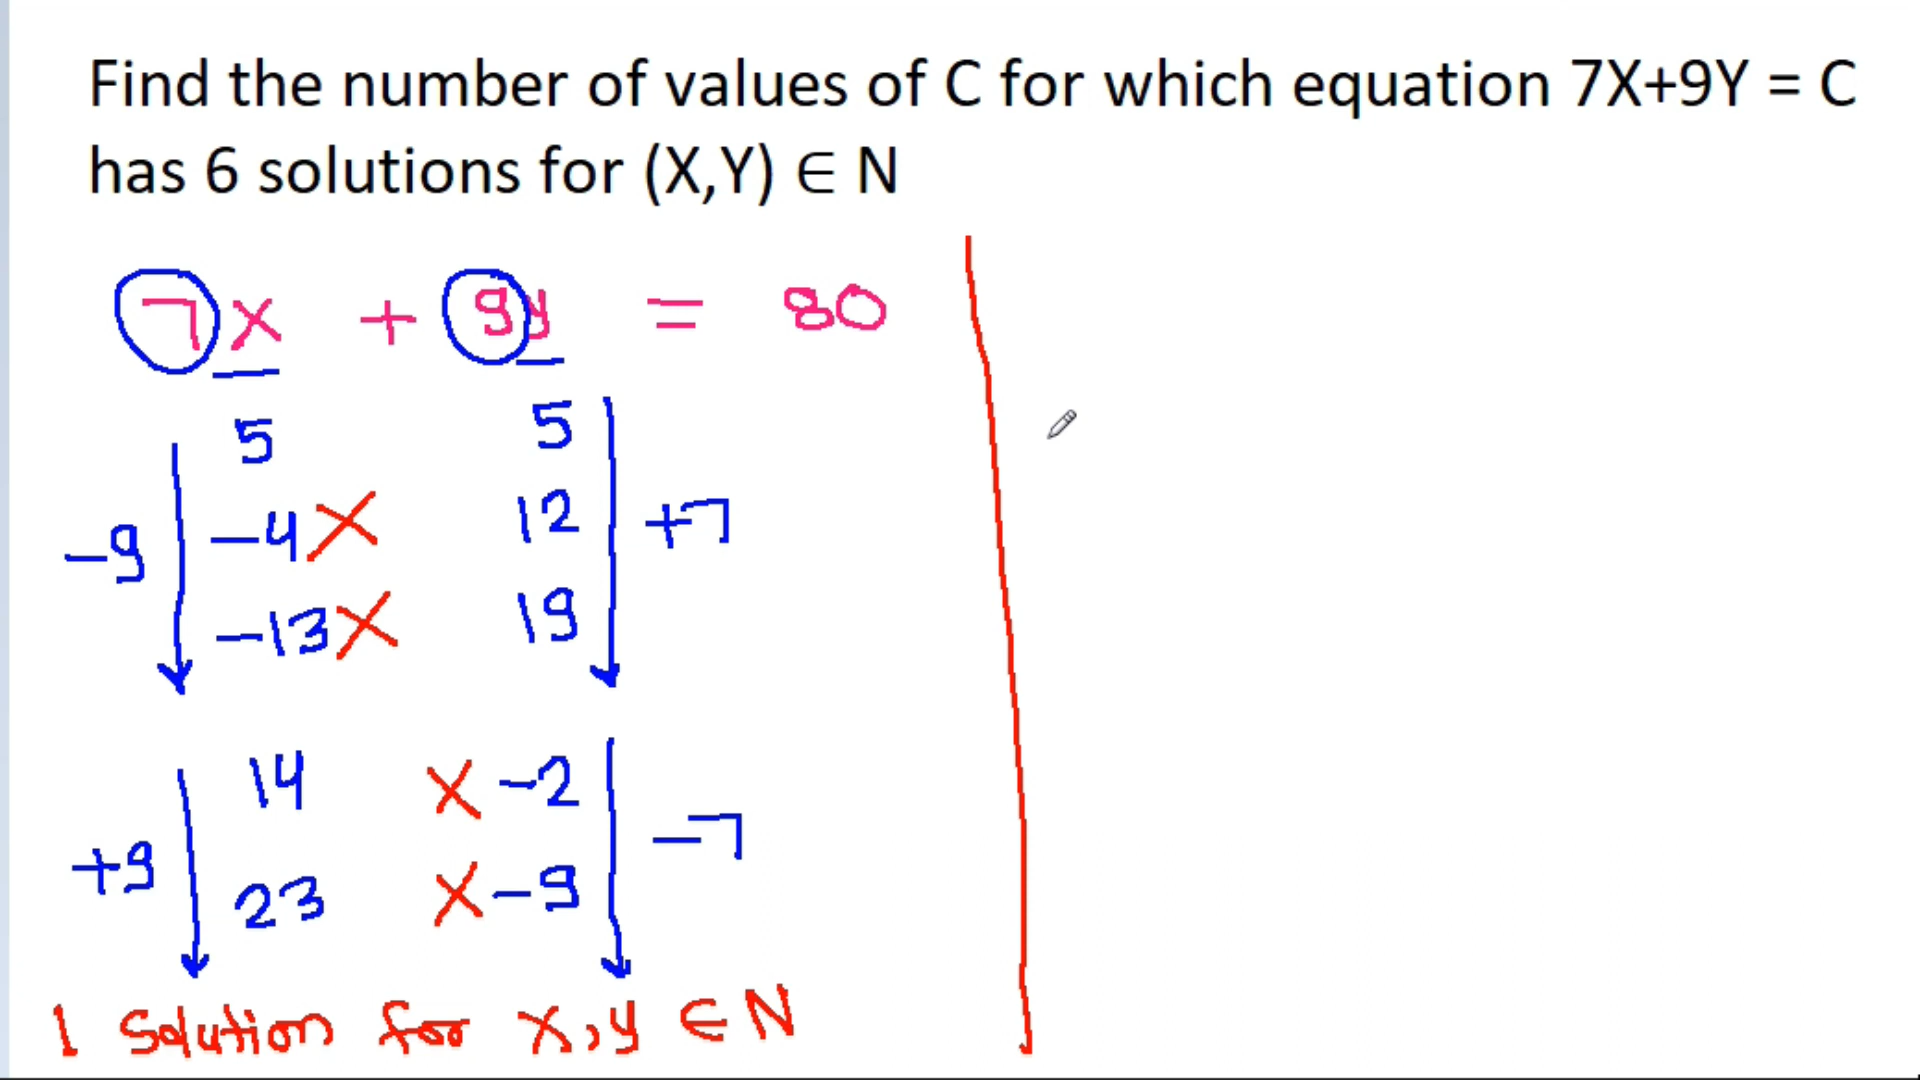 Find the number of values of C for which equation 7X+9Y = C
has 6 solutions for (X,Y) ∈ N
7x + 9y = 80
5 5
-4 X 12
-9 +7
-13 X 19
14 X -2
+9 -7
23 X -9
1 Solution for x,y ∈ N